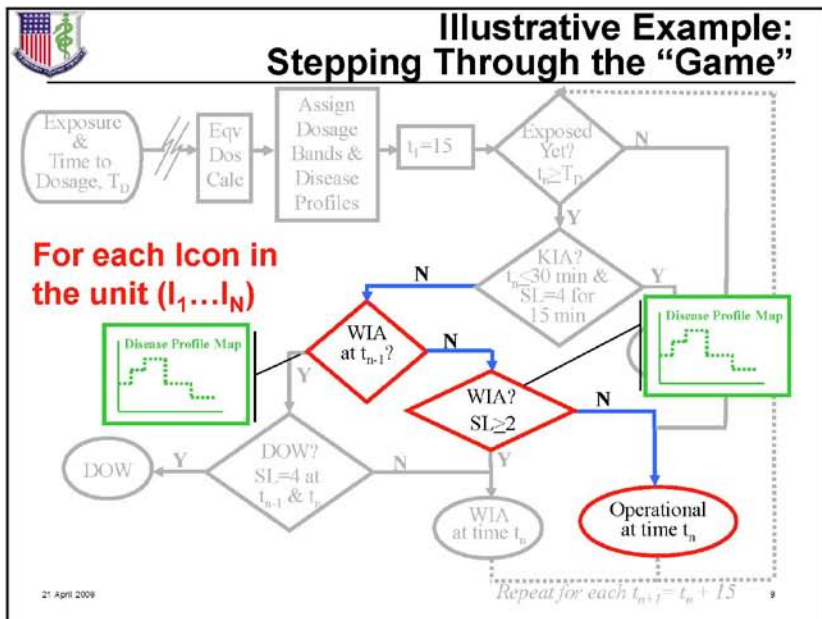 Illustrative Example:
Stepping Through the “Game”
Exposure
&
Time to
Dosage, T_D
Eqv
Dos
Calc
Assign
Dosage
Bands &
Disease
Profiles
t₁=15
Exposed
Yet?
tₙ≥T_D
N
Y
For each Icon in
the unit (I₁…I_N)
KIA?
tₙ≤30 min &
SL=4 for
15 min
N
Y
Disease Profile Map
WIA
at tₙ₋₁?
N
Y
Disease Profile Map
WIA?
SL≥2
N
Y
DOW?
SL=4 at
tₙ₋₁ & tₙ
Y
N
DOW
WIA
at time tₙ
Operational
at time tₙ
Repeat for each tₙ₊₁= tₙ + 15
21 April 2008
9